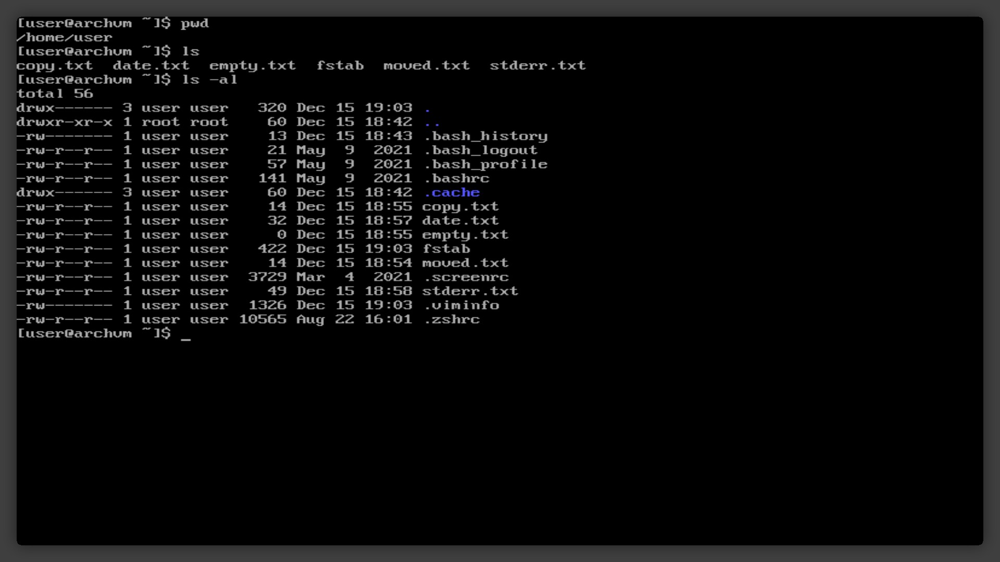 [user@archvm ~]$ pwd
/home/user
[user@archvm ~]$ ls
copy.txt  date.txt  empty.txt  fstab  moved.txt  stderr.txt
[user@archvm ~]$ ls -al
total 56
drwx------ 3 user user   320 Dec 15 19:03 .
drwxr-xr-x 1 root root    60 Dec 15 18:42 ..
-rw------- 1 user user    13 Dec 15 18:43 .bash_history
-rw-r--r-- 1 user user    21 May  9  2021 .bash_logout
-rw-r--r-- 1 user user    57 May  9  2021 .bash_profile
-rw-r--r-- 1 user user   141 May  9  2021 .bashrc
drwx------ 3 user user    60 Dec 15 18:42 .cache
-rw-r--r-- 1 user user    14 Dec 15 18:55 copy.txt
-rw-r--r-- 1 user user    32 Dec 15 18:57 date.txt
-rw-r--r-- 1 user user     0 Dec 15 18:55 empty.txt
-rw-r--r-- 1 user user   422 Dec 15 19:03 fstab
-rw-r--r-- 1 user user    14 Dec 15 18:54 moved.txt
-rw-r--r-- 1 user user  3729 Mar  4  2021 .screenrc
-rw-r--r-- 1 user user    49 Dec 15 18:58 stderr.txt
-rw------- 1 user user  1326 Dec 15 19:03 .viminfo
-rw-r--r-- 1 user user 10565 Aug 22 16:01 .zshrc
[user@archvm ~]$ _